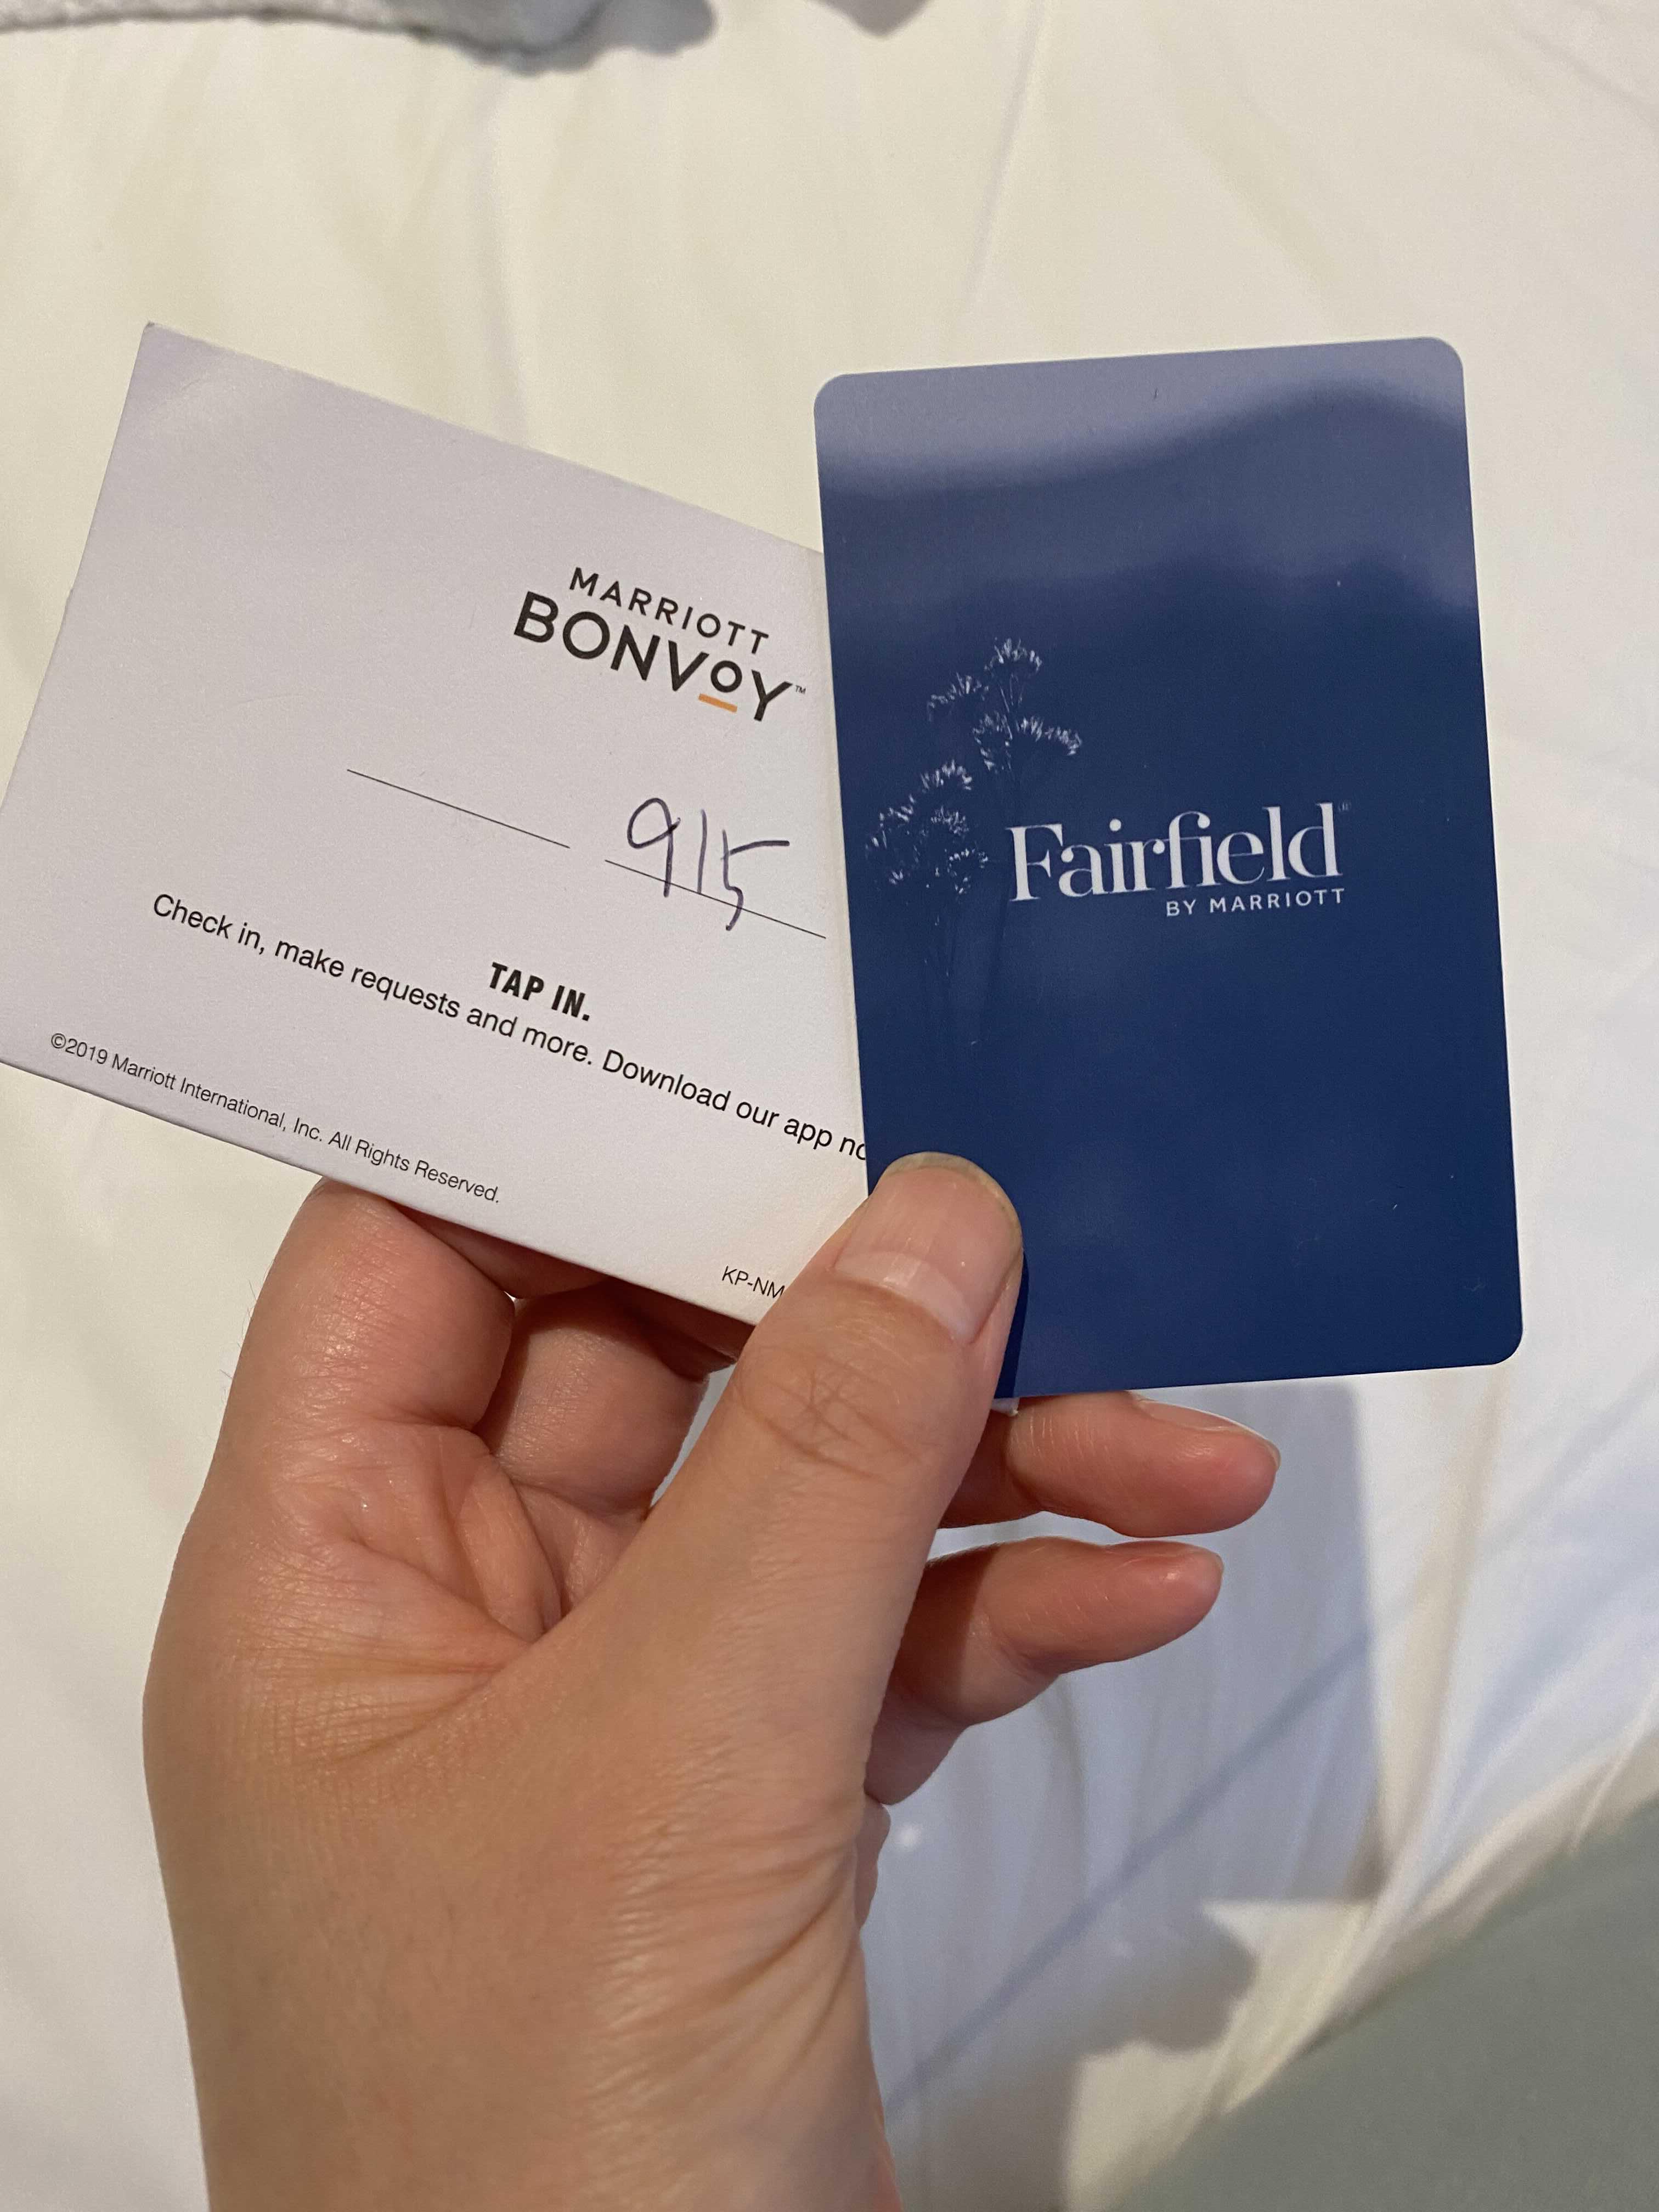 MARRIOTT
BONVOY™
915
TAP IN.
Check in, make requests and more. Download our app
©2019 Marriott International, Inc. All Rights Reserved.
KP-NM
Fairfield®
BY MARRIOTT